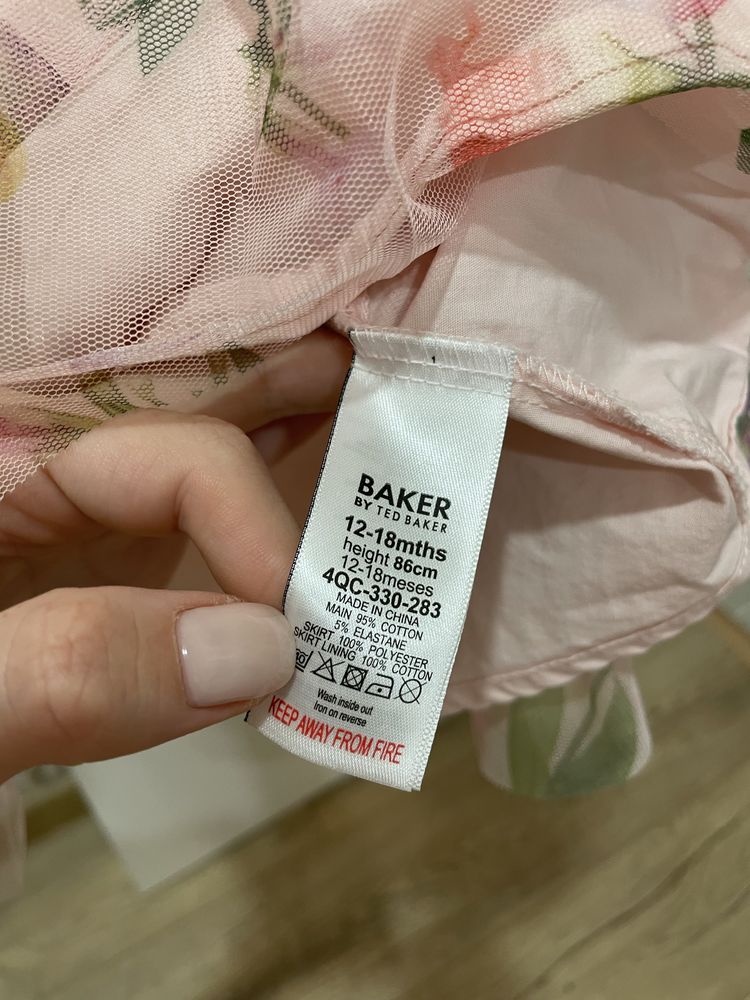 BAKER
BY TED BAKER
12-18mths
height 86cm
12-18meses
4QC-330-283
MADE IN CHINA
MAIN 95% COTTON
5% ELASTANE
SKIRT 100% POLYESTER
SKIRT LINING 100% COTTON
Wash inside out
Iron on reverse
KEEP AWAY FROM FIRE